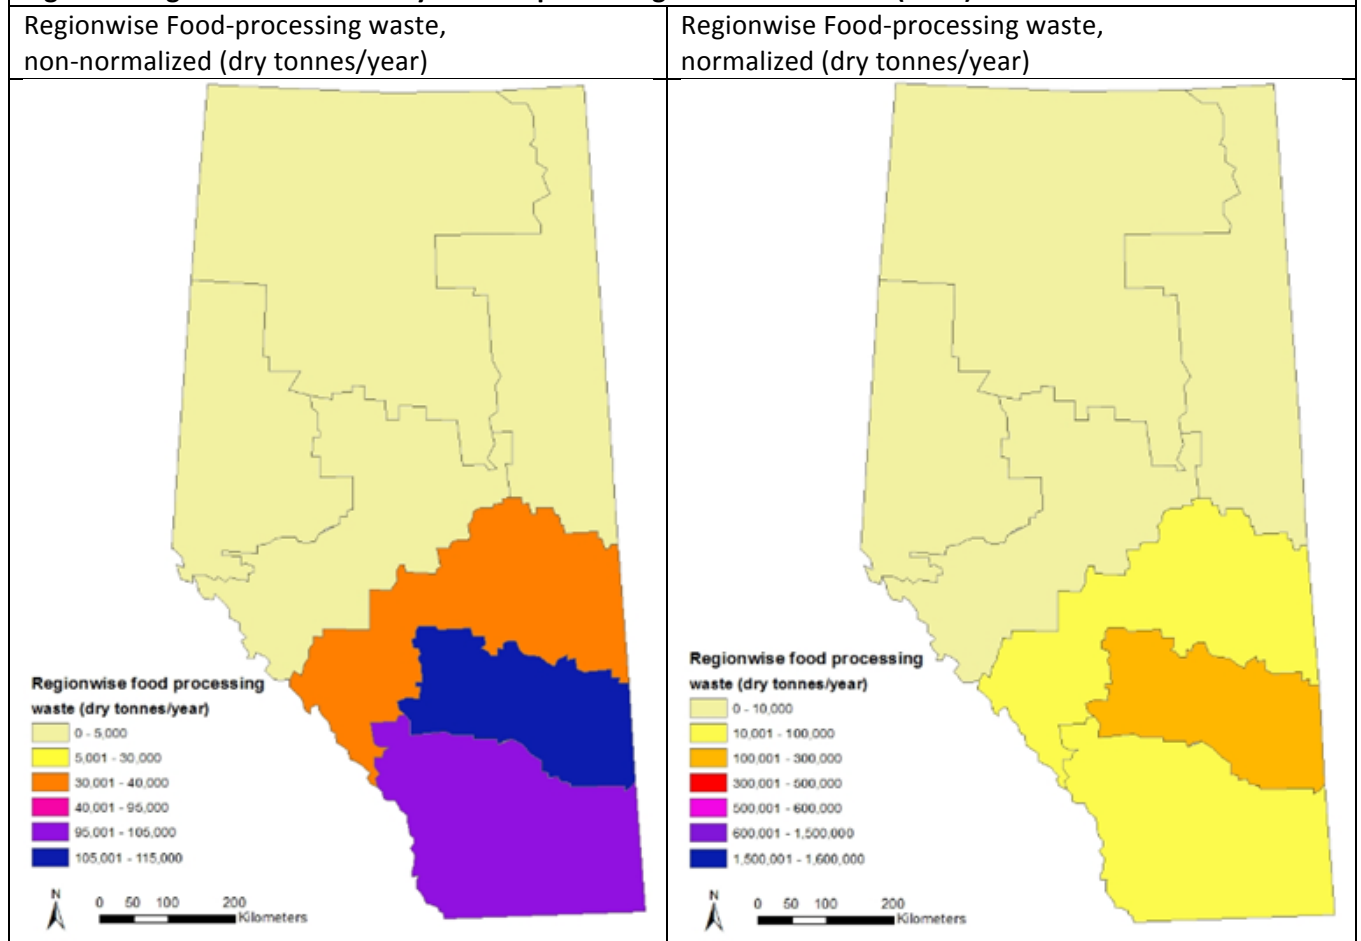 Regionwise Food-processing waste,
non-normalized (dry tonnes/year)
Regionwise Food-processing waste,
normalized (dry tonnes/year)
Regionwise food processing
waste (dry tonnes/year)
0 - 5,000
5,001 - 30,000
30,001 - 40,000
40,001 - 95,000
95,001 - 105,000
105,001 - 115,000
N
0 50 100 200
Kilometers
Regionwise food processing
waste (dry tonnes/year)
0 - 10,000
10,001 - 100,000
100,001 - 300,000
300,001 - 500,000
500,001 - 600,000
600,001 - 1,500,000
1,500,001 - 1,600,000
N
0 50 100 200
Kilometers